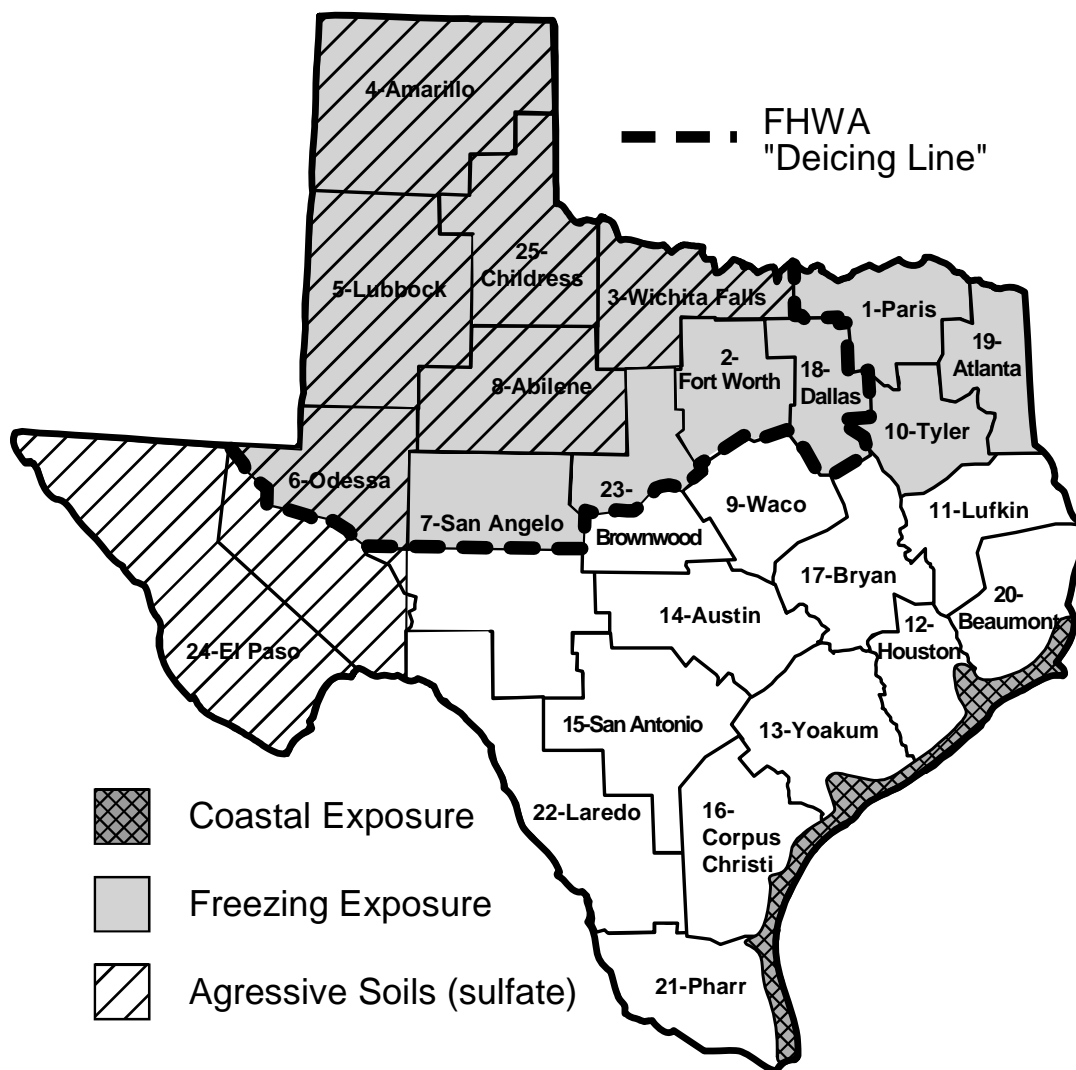 4-Amarillo
FHWA
"Deicing Line"
25-
Childress
5-Lubbock
3-Wichita Falls
1-Paris
19-
Atlanta
2-
Fort Worth
18-
Dallas
8-Abilene
10-Tyler
6-Odessa
23-
Brownwood
7-San Angelo
9-Waco
11-Lufkin
17-Bryan
20-
Beaumont
14-Austin
12-
Houston
24-El Paso
15-San Antonio
13-Yoakum
22-Laredo
16-
Corpus
Christi
21-Pharr
Coastal Exposure
Freezing Exposure
Agressive Soils (sulfate)